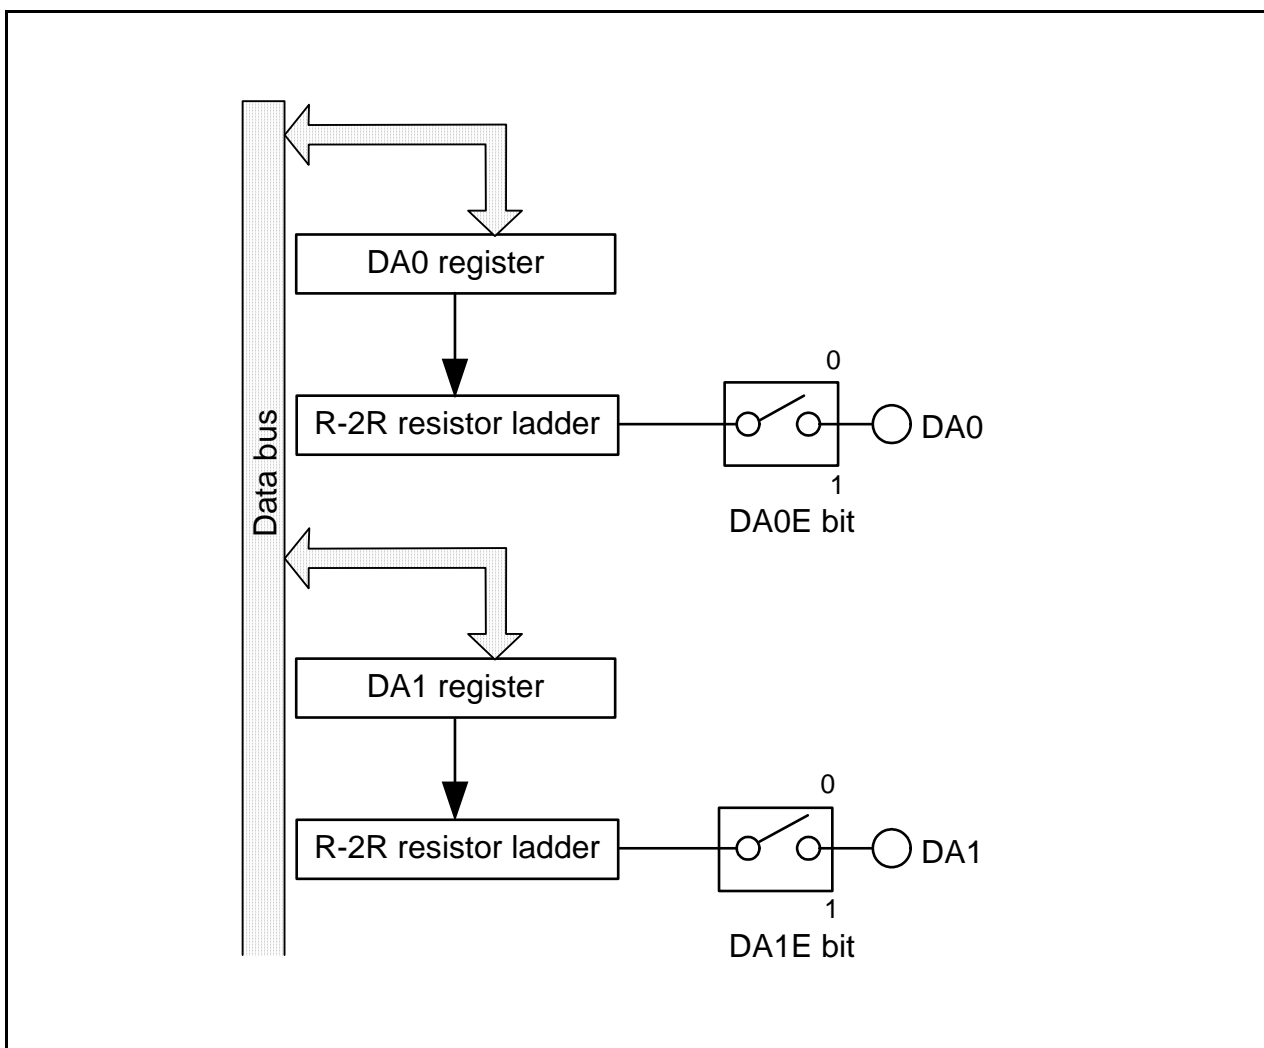 Data bus
DA0 register
R-2R resistor ladder
0
1
DA0E bit
DA0
DA1 register
R-2R resistor ladder
0
1
DA1E bit
DA1